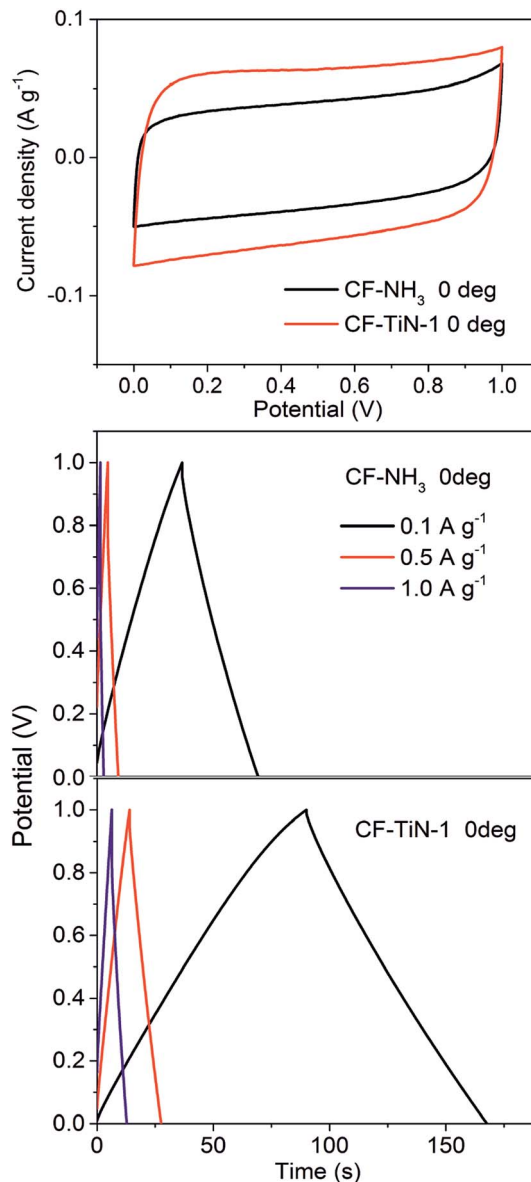 0.1
0.0
-0.1
Current density (A g⁻¹)
CF-NH₃ 0 deg
CF-TiN-1 0 deg
0.0 0.2 0.4 0.6 0.8 1.0
Potential (V)
1.0
0.8
0.6
0.4
0.2
0.0
CF-NH₃ 0deg
0.1 A g⁻¹
0.5 A g⁻¹
1.0 A g⁻¹
Potential (V)
1.0
0.8
0.6
0.4
0.2
0.0
CF-TiN-1 0deg
0 50 100 150
Time (s)